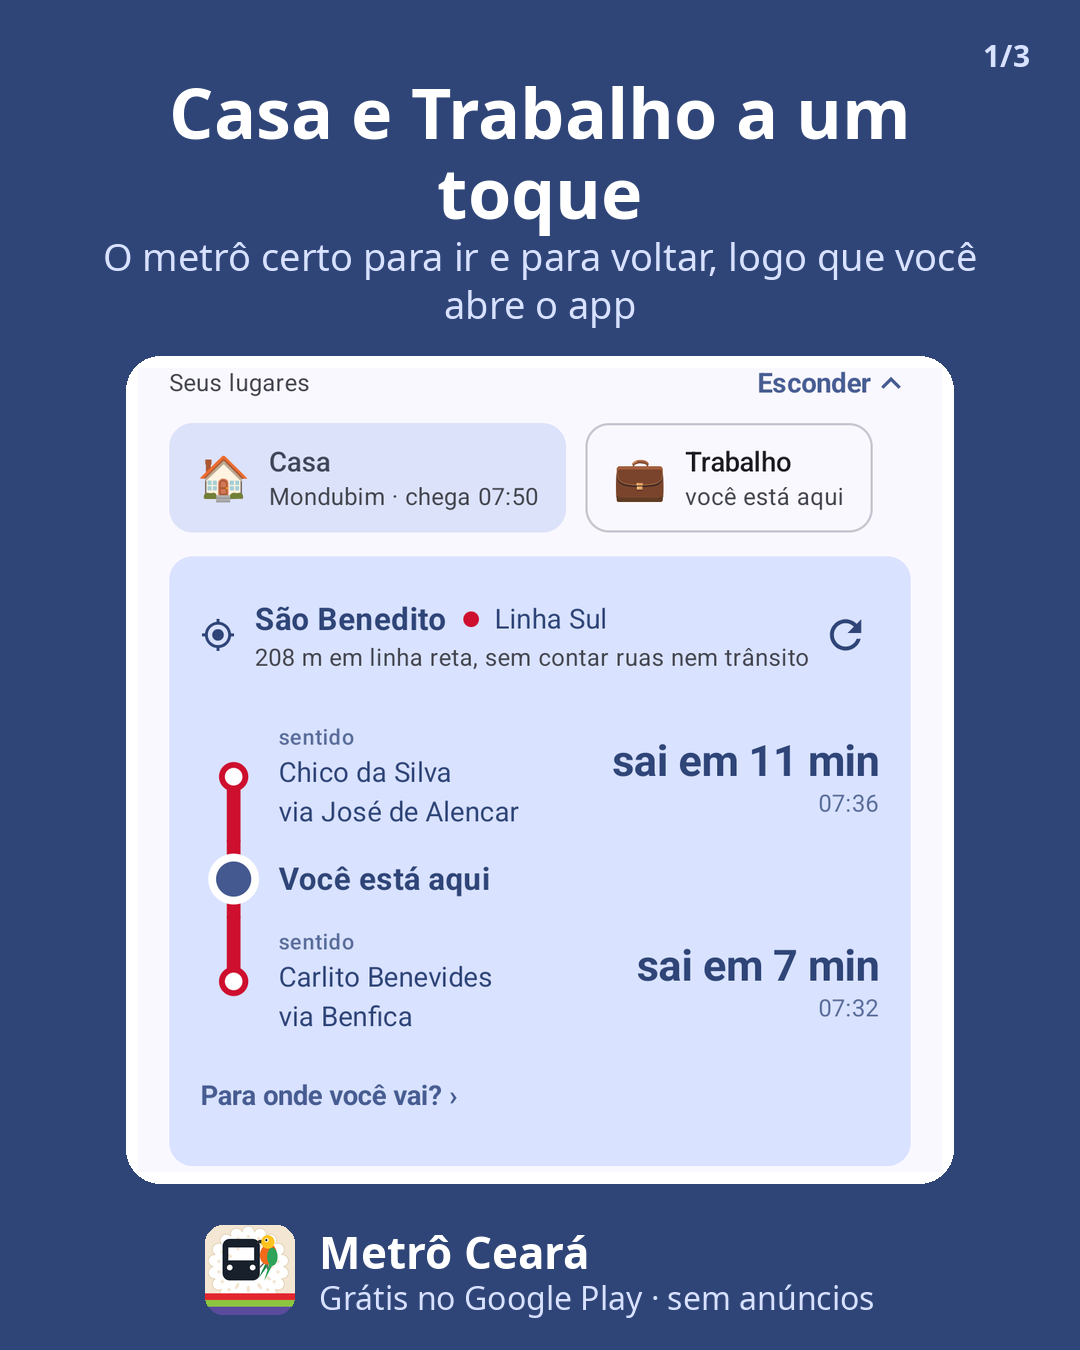 1/3
Casa e Trabalho a um
toque
O metrô certo para ir e para voltar, logo que você
abre o app
Seus lugares
Esconder
Casa
Mondubim · chega 07:50
Trabalho
você está aqui
São Benedito ● Linha Sul
208 m em linha reta, sem contar ruas nem trânsito
sentido
Chico da Silva
via José de Alencar
sai em 11 min
07:36
Você está aqui
sentido
Carlito Benevides
via Benfica
sai em 7 min
07:32
Para onde você vai? ›
Metrô Ceará
Grátis no Google Play · sem anúncios